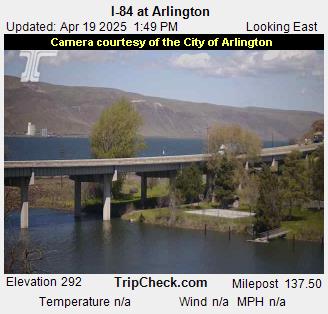 I-84 at Arlington
Updated: Apr 19 2025 1:49 PM Looking East
Camera courtesy of the City of Arlington
Elevation 292 TripCheck.com Milepost 137.50
Temperature n/a Wind n/a MPH n/a